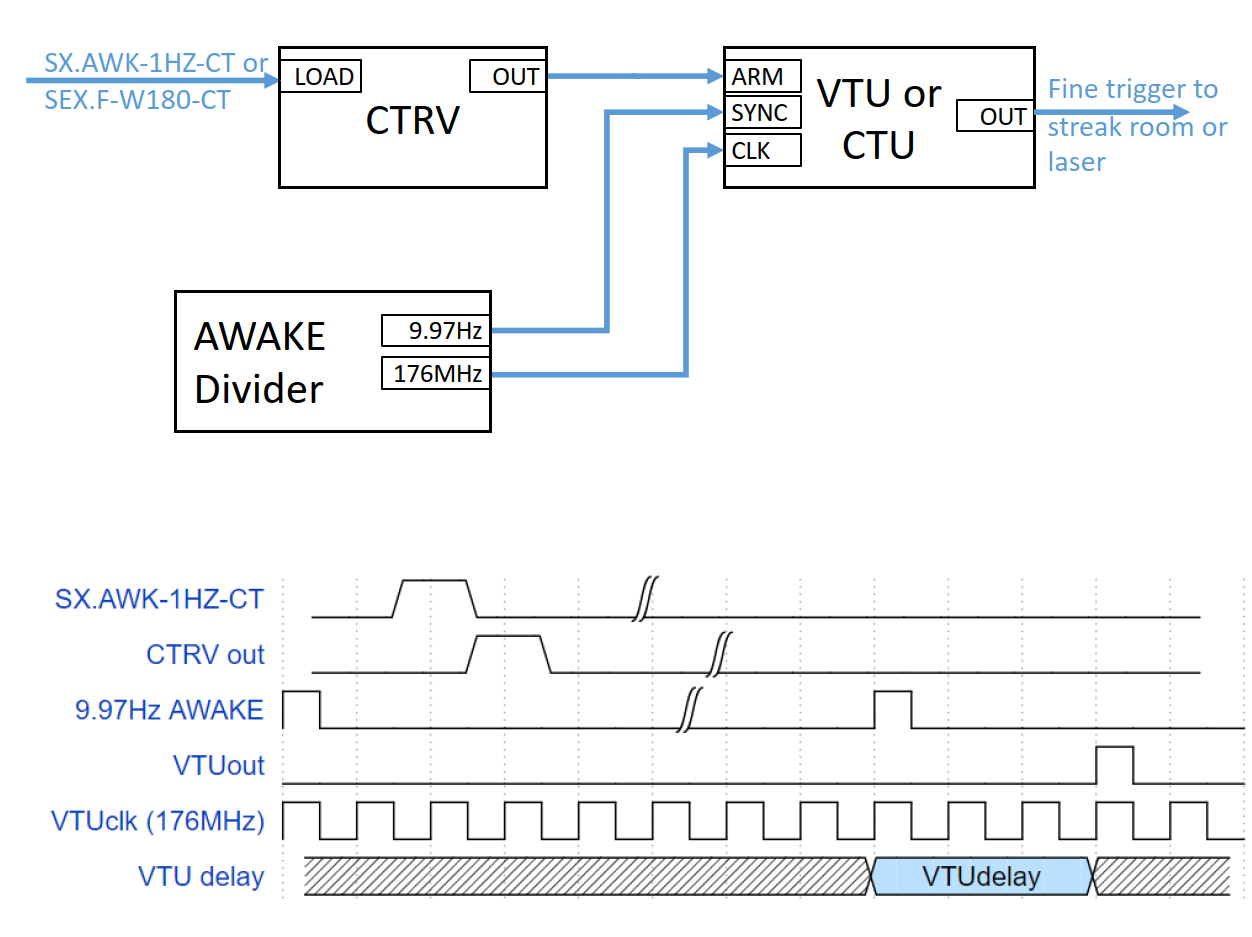 SX.AWK-1HZ-CT or
SEX.F-W180-CT
LOAD
OUT
CTRV
ARM
SYNC
CLK
VTU or
CTU
OUT
Fine trigger to
streak room or
laser
AWAKE
Divider
9.97Hz
176MHz
SX.AWK-1HZ-CT
CTRV out
9.97Hz AWAKE
VTUout
VTUclk (176MHz)
VTU delay
VTUdelay